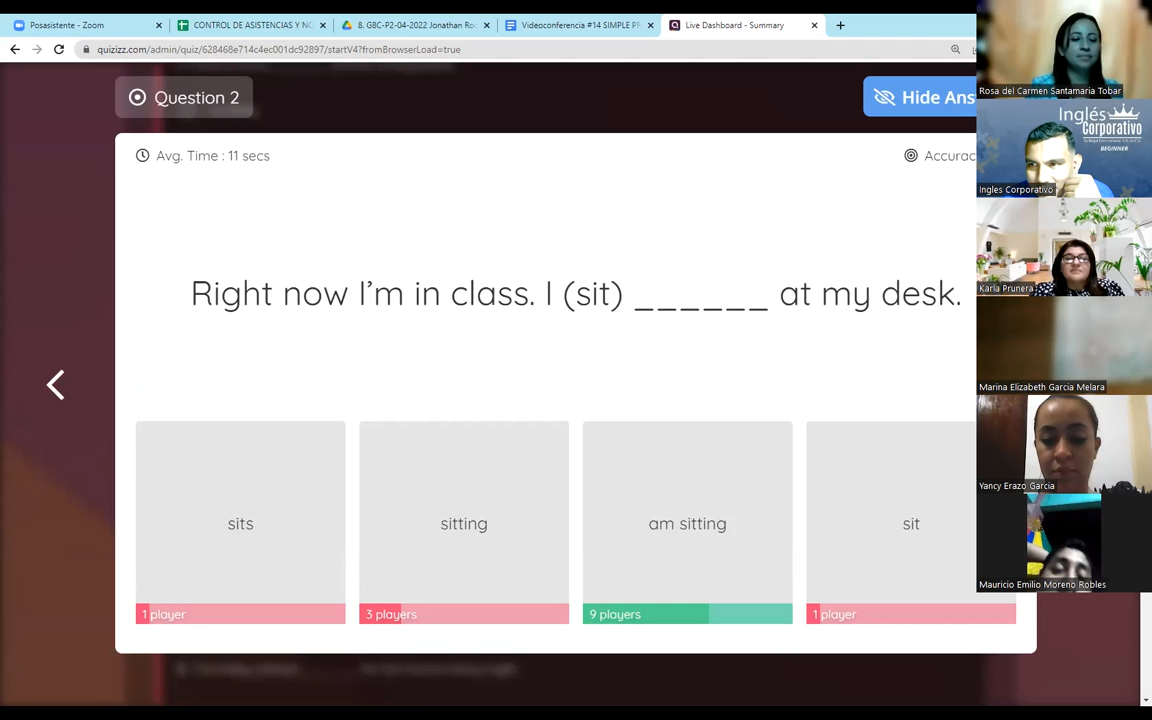 Posasistente - Zoom
CONTROL DE ASISTENCIAS Y NO
8. G8C-P2-04-2022 Jonathan Ro
Videoconferencia #14 SIMPLE PR
Live Dashboard - Summary
quizizz.com/admin/quiz/628468e714c4ec001dc92897/startV4?fromBrowserLoad=true
Question 2
Hide Ans
Avg. Time : 11 secs
Accurac
Right now I'm in class. I (sit) ______ at my desk.
sits
sitting
am sitting
sit
1 player
3 players
9 players
1 player
Rosa del Carmen Santamaria Tobar
Inglés
Corporativo
BEGINNER
Ingles Corporativo
Karla Prunera
Marina Elizabeth Garcia Melara
Yancy Erazo Garcia
Mauricio Emilio Moreno Robles